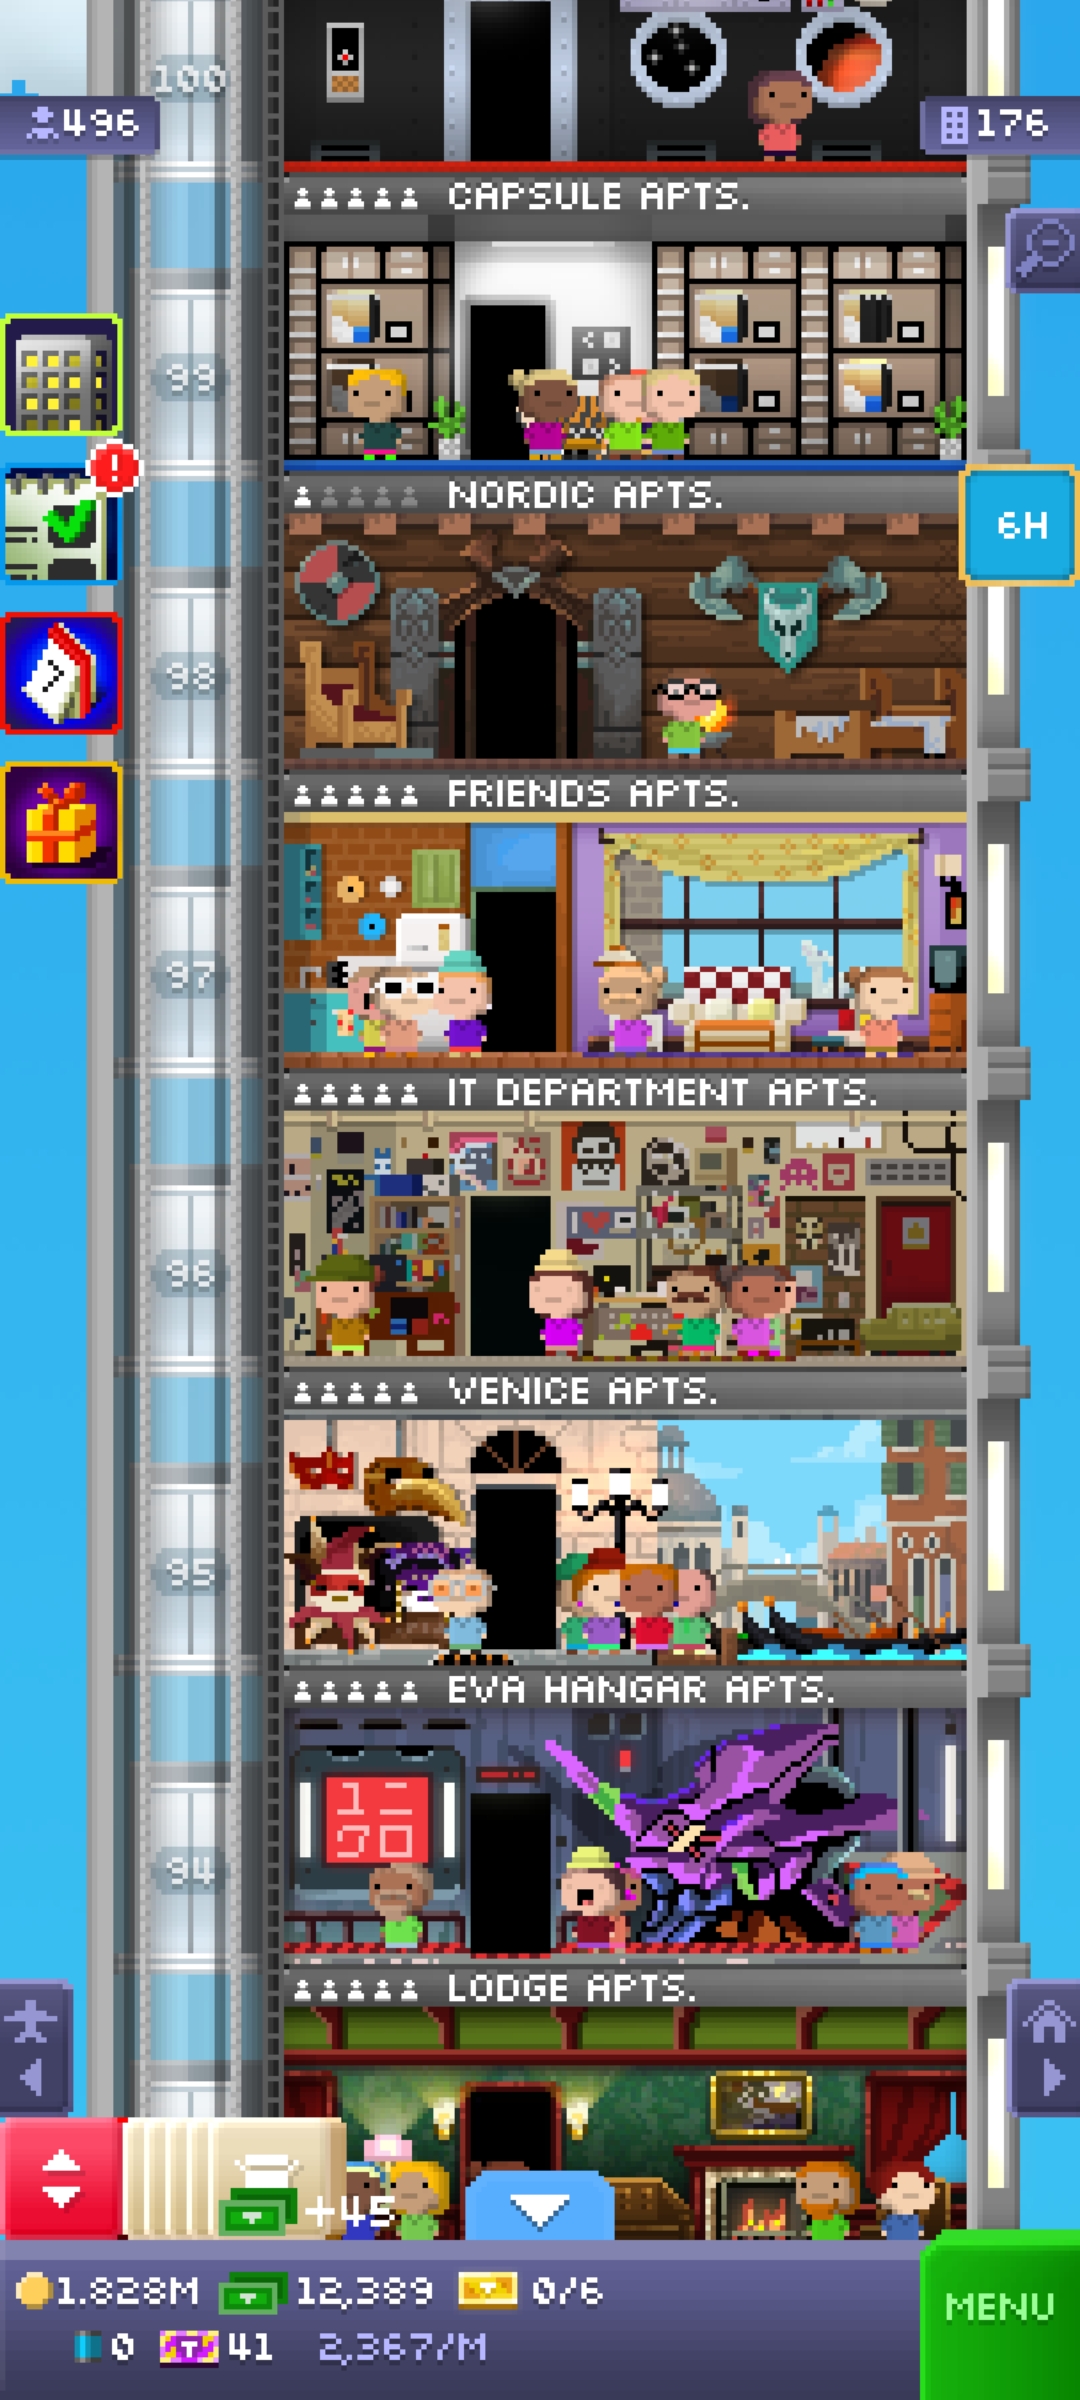 100
496
176
CAPSULE APTS.
99
NORDIC APTS.
6H
98
FRIENDS APTS.
97
IT DEPARTMENT APTS.
96
VENICE APTS.
95
EVA HANGAR APTS.
94
LODGE APTS.
+45
1.828M 12,389 0/6
0 41 2,367/M
MENU